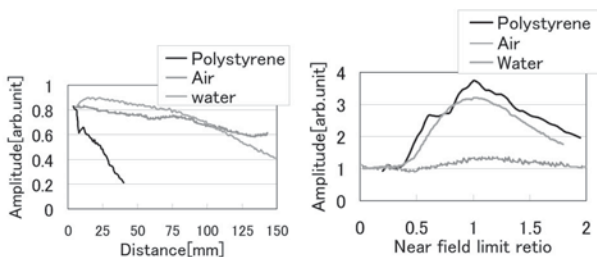 Polystyrene
Air
water
Amplitude[arb.unit]
1
0.8
0.6
0.4
0.2
0
0 25 50 75 100 125 150
Distance[mm]
Polystyrene
Air
Water
Amplitude[arb.unit]
4
3
2
1
0
0 0.5 1 1.5 2
Near field limit retio